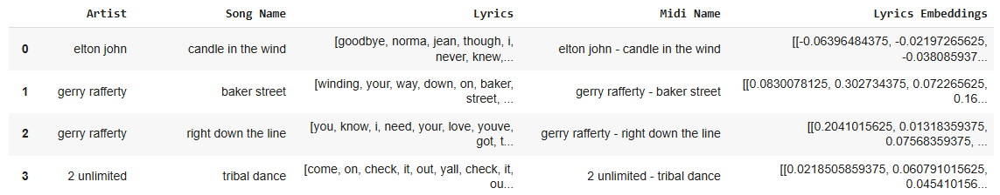 Artist Song Name Lyrics Midi Name Lyrics Embeddings
0 elton john candle in the wind [goodbye, norma, jean, though, i, never, knew,... elton john - candle in the wind [[-0.06396484375, -0.02197265625, -0.038085937...
1 gerry rafferty baker street [winding, your, way, down, on, baker, street, ... gerry rafferty - baker street [[0.0830078125, 0.302734375, 0.072265625, 0.16...
2 gerry rafferty right down the line [you, know, i, need, your, love, youve, got, t... gerry rafferty - right down the line [[0.2041015625, 0.01318359375, 0.07568359375, ...
3 2 unlimited tribal dance [come, on, check, it, out, yall, check, it, ou... 2 unlimited - tribal dance [[0.0218505859375, 0.060791015625, 0.045410156...